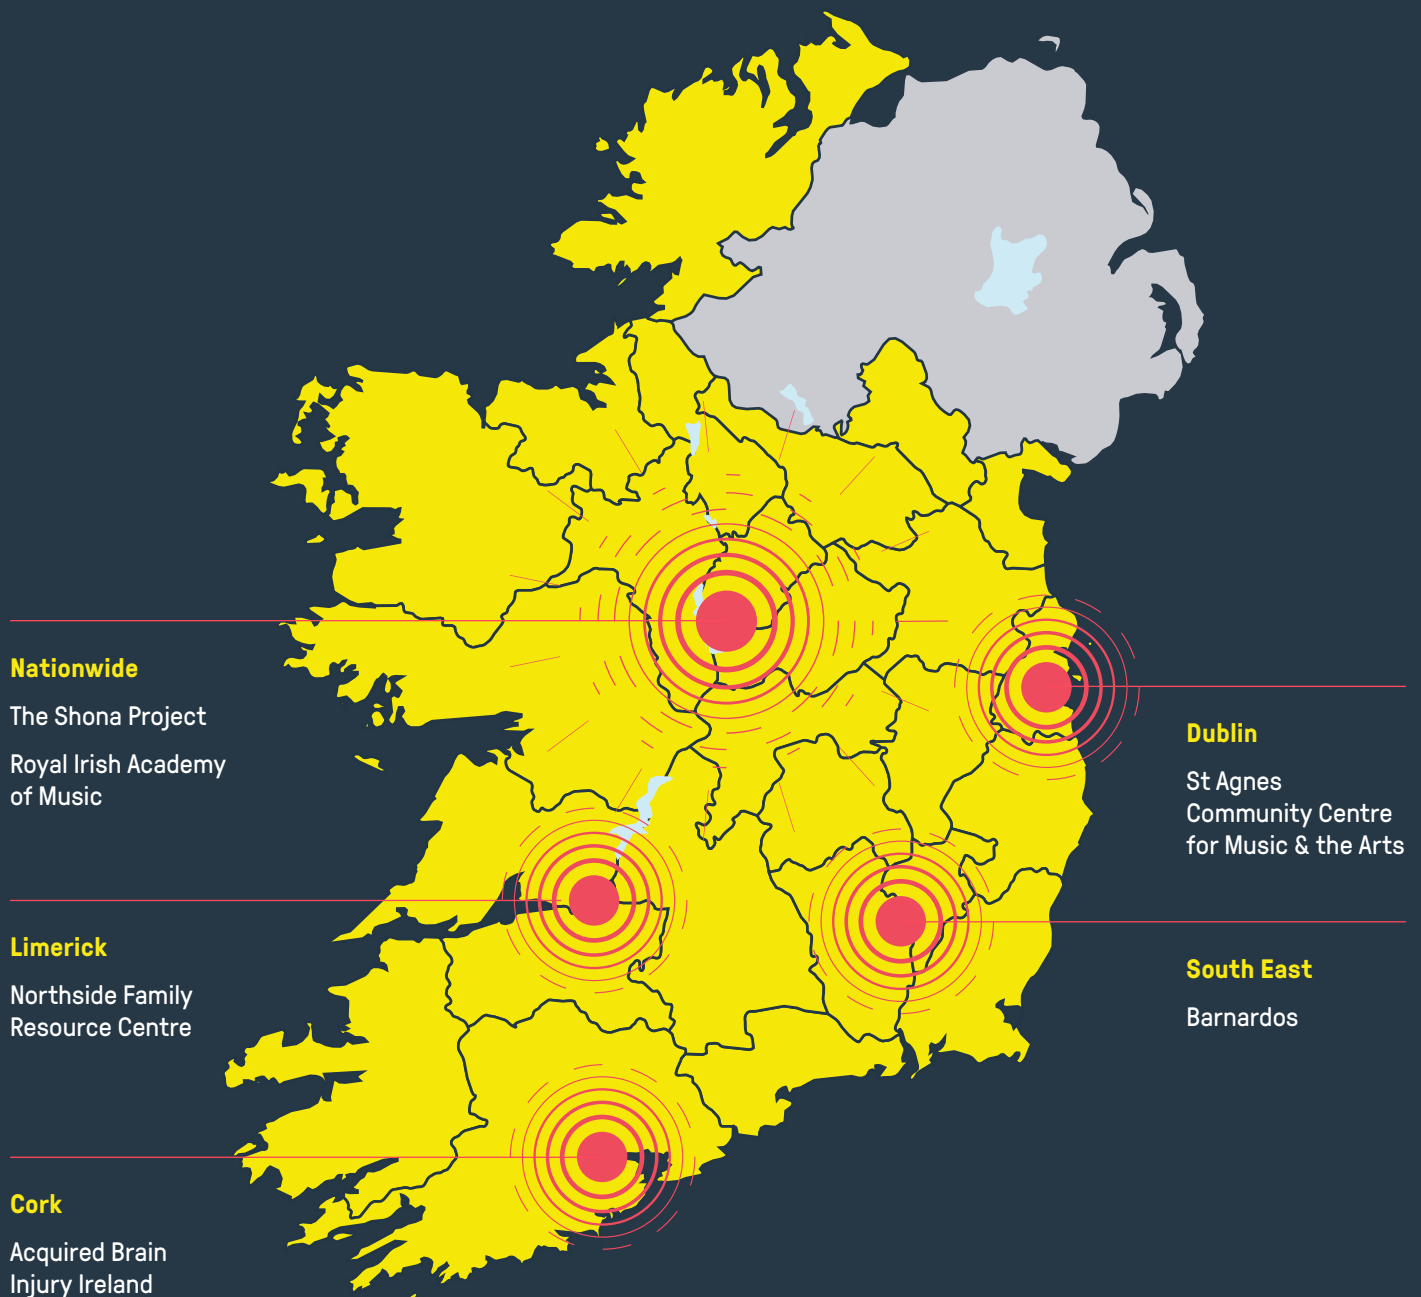 Nationwide
The Shona Project
Royal Irish Academy
of Music
Limerick
Northside Family
Resource Centre
Cork
Acquired Brain
Injury Ireland
Dublin
St Agnes
Community Centre
for Music & the Arts
South East
Barnardos